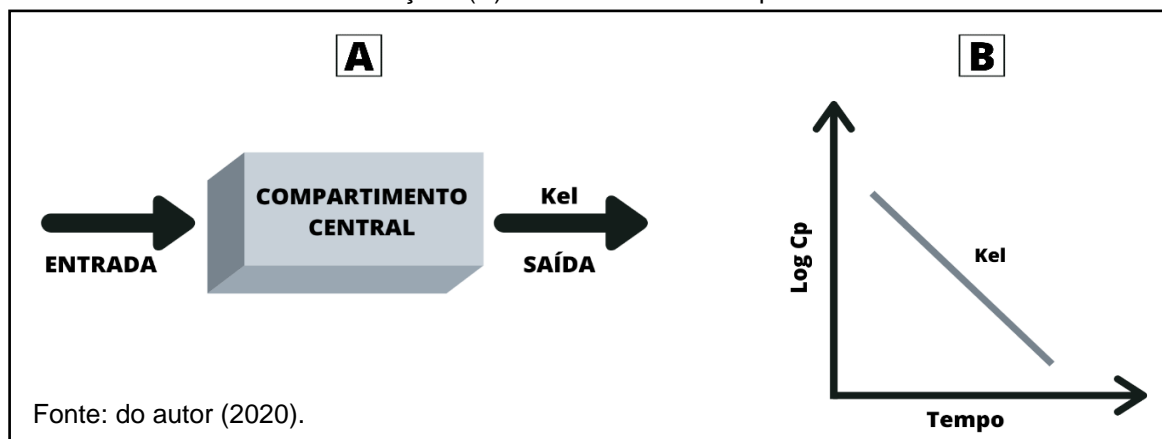 A
B
COMPARTIMENTO
CENTRAL
ENTRADA
Kel
SAÍDA
Log Cp
Kel
Tempo
Fonte: do autor (2020).